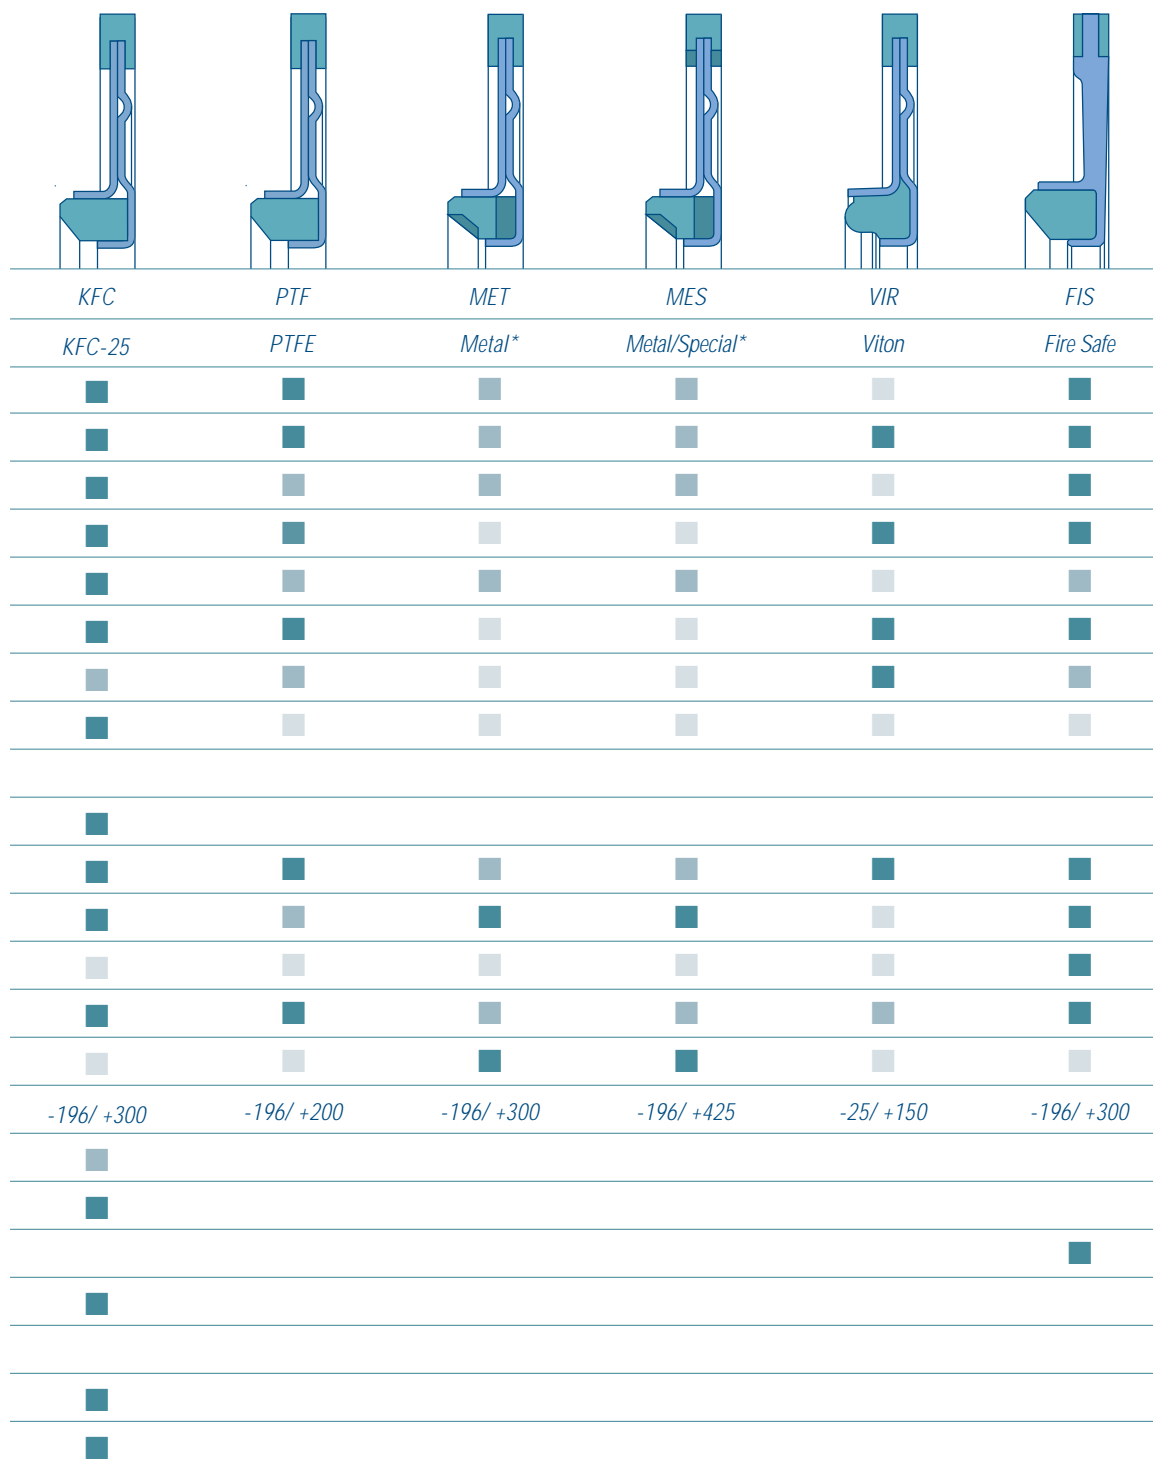 KFC PTF MET MES VIR FIS
KFC-25 PTFE Metal* Metal/Special* Viton Fire Safe
-196/ +300 -196/ +200 -196/ +300 -196/ +425 -25/ +150 -196/ +300